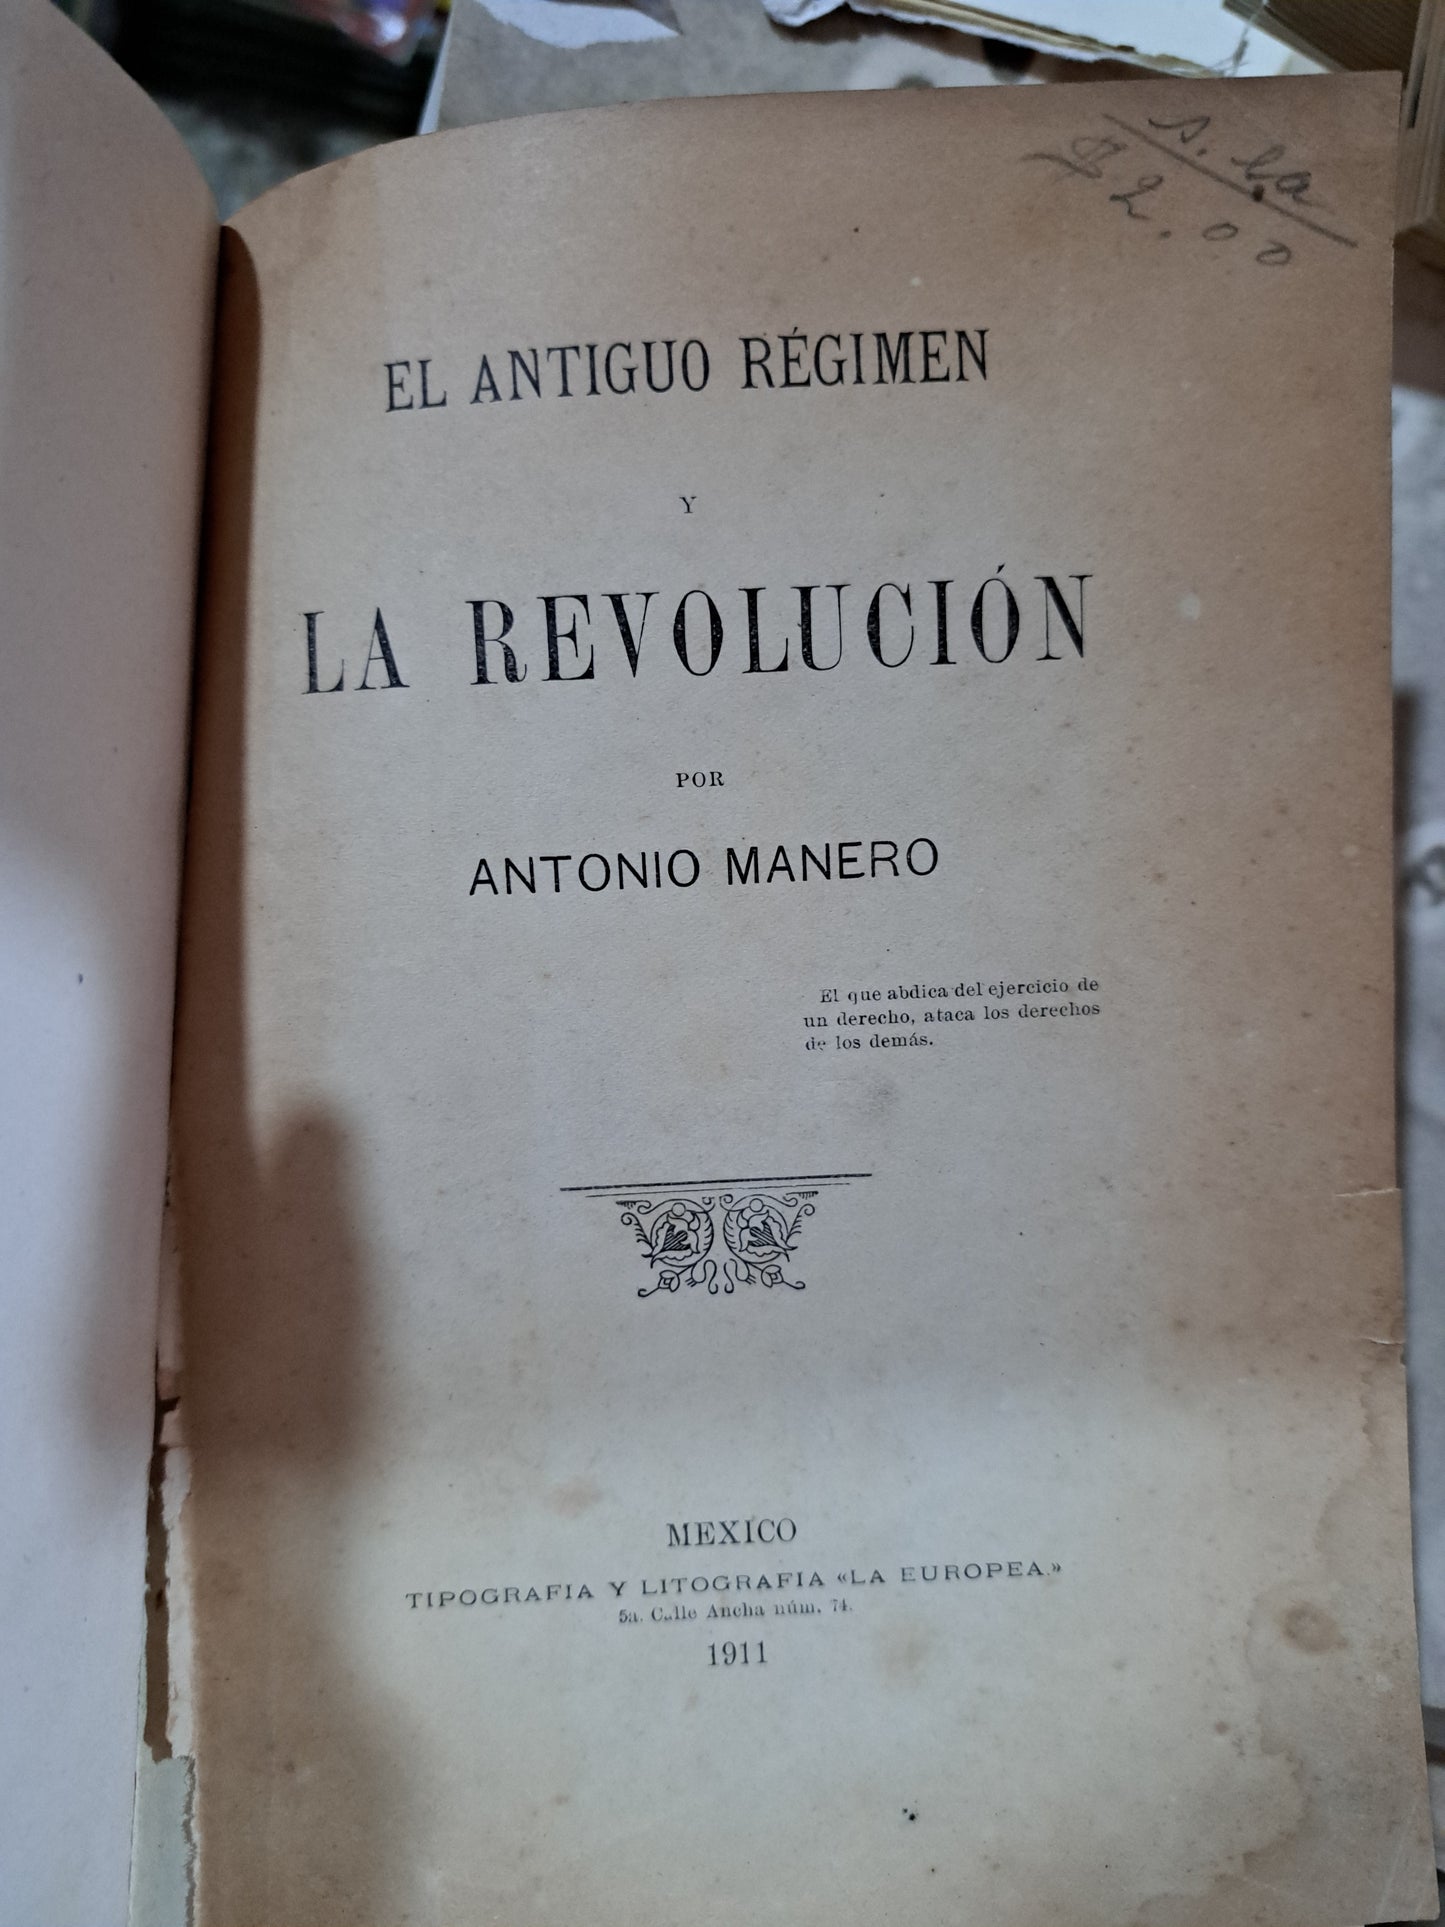 $ 2.00
EL ANTIGUO RÉGIMEN
Y
LA REVOLUCIÓN
POR
ANTONIO MANERO
El que abdica del ejercicio de
un derecho, ataca los derechos
de los demás.
MEXICO
TIPOGRAFIA Y LITOGRAFIA «LA EUROPEA.»
5a. Calle Ancha núm. 74.
1911